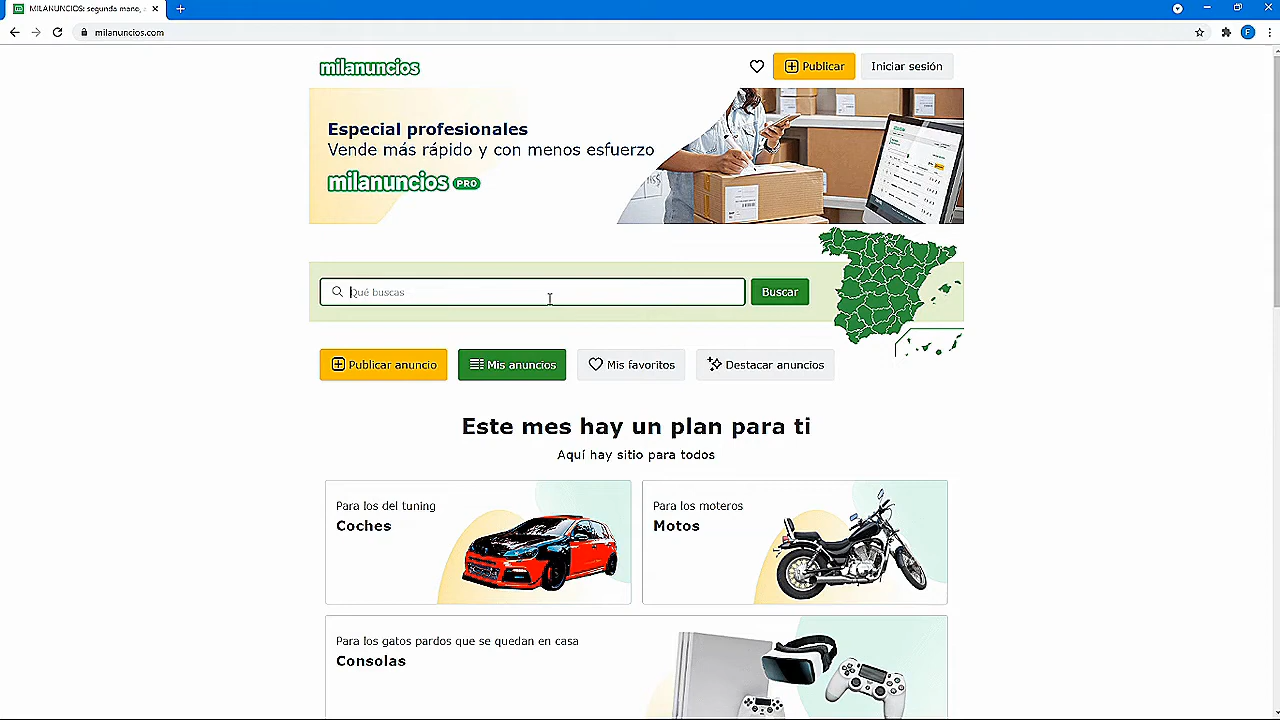 MILANUNCIOS: segunda mano,
milanuncios.com
milanuncios
Publicar
Iniciar sesión
Especial profesionales
Vende más rápido y con menos esfuerzo
milanuncios PRO
Qué buscas
Buscar
Publicar anuncio
Mis anuncios
Mis favoritos
Destacar anuncios
Este mes hay un plan para ti
Aquí hay sitio para todos
Para los del tuning
Coches
Para los moteros
Motos
Para los gatos pardos que se quedan en casa
Consolas